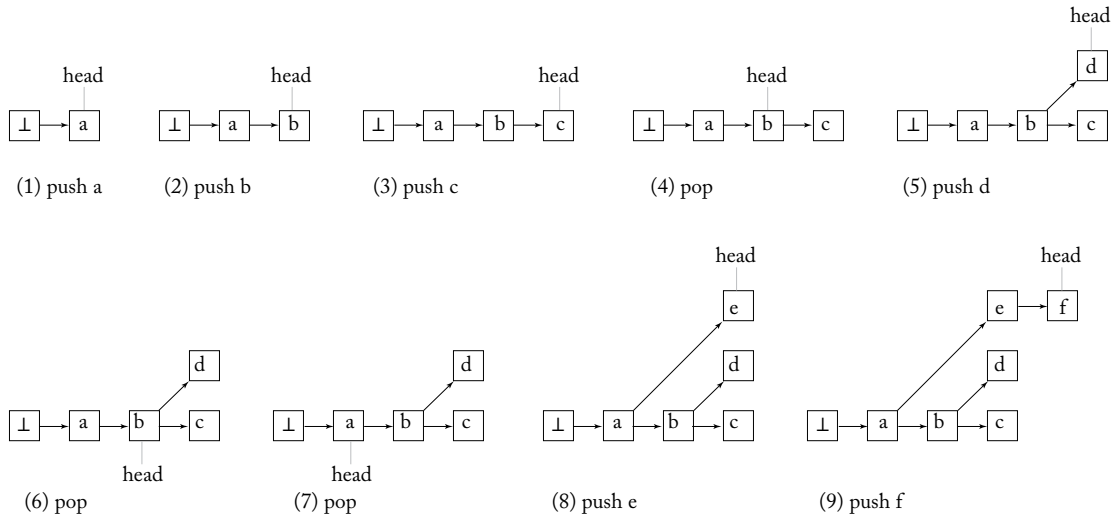 head
⊥ a
(1) push a
head
⊥ a b
(2) push b
head
⊥ a b c
(3) push c
head
⊥ a b c
(4) pop
head
d
⊥ a b c
(5) push d
d
⊥ a b c
head
(6) pop
d
⊥ a b c
head
(7) pop
head
e
d
⊥ a b c
(8) push e
head
e f
d
⊥ a b c
(9) push f